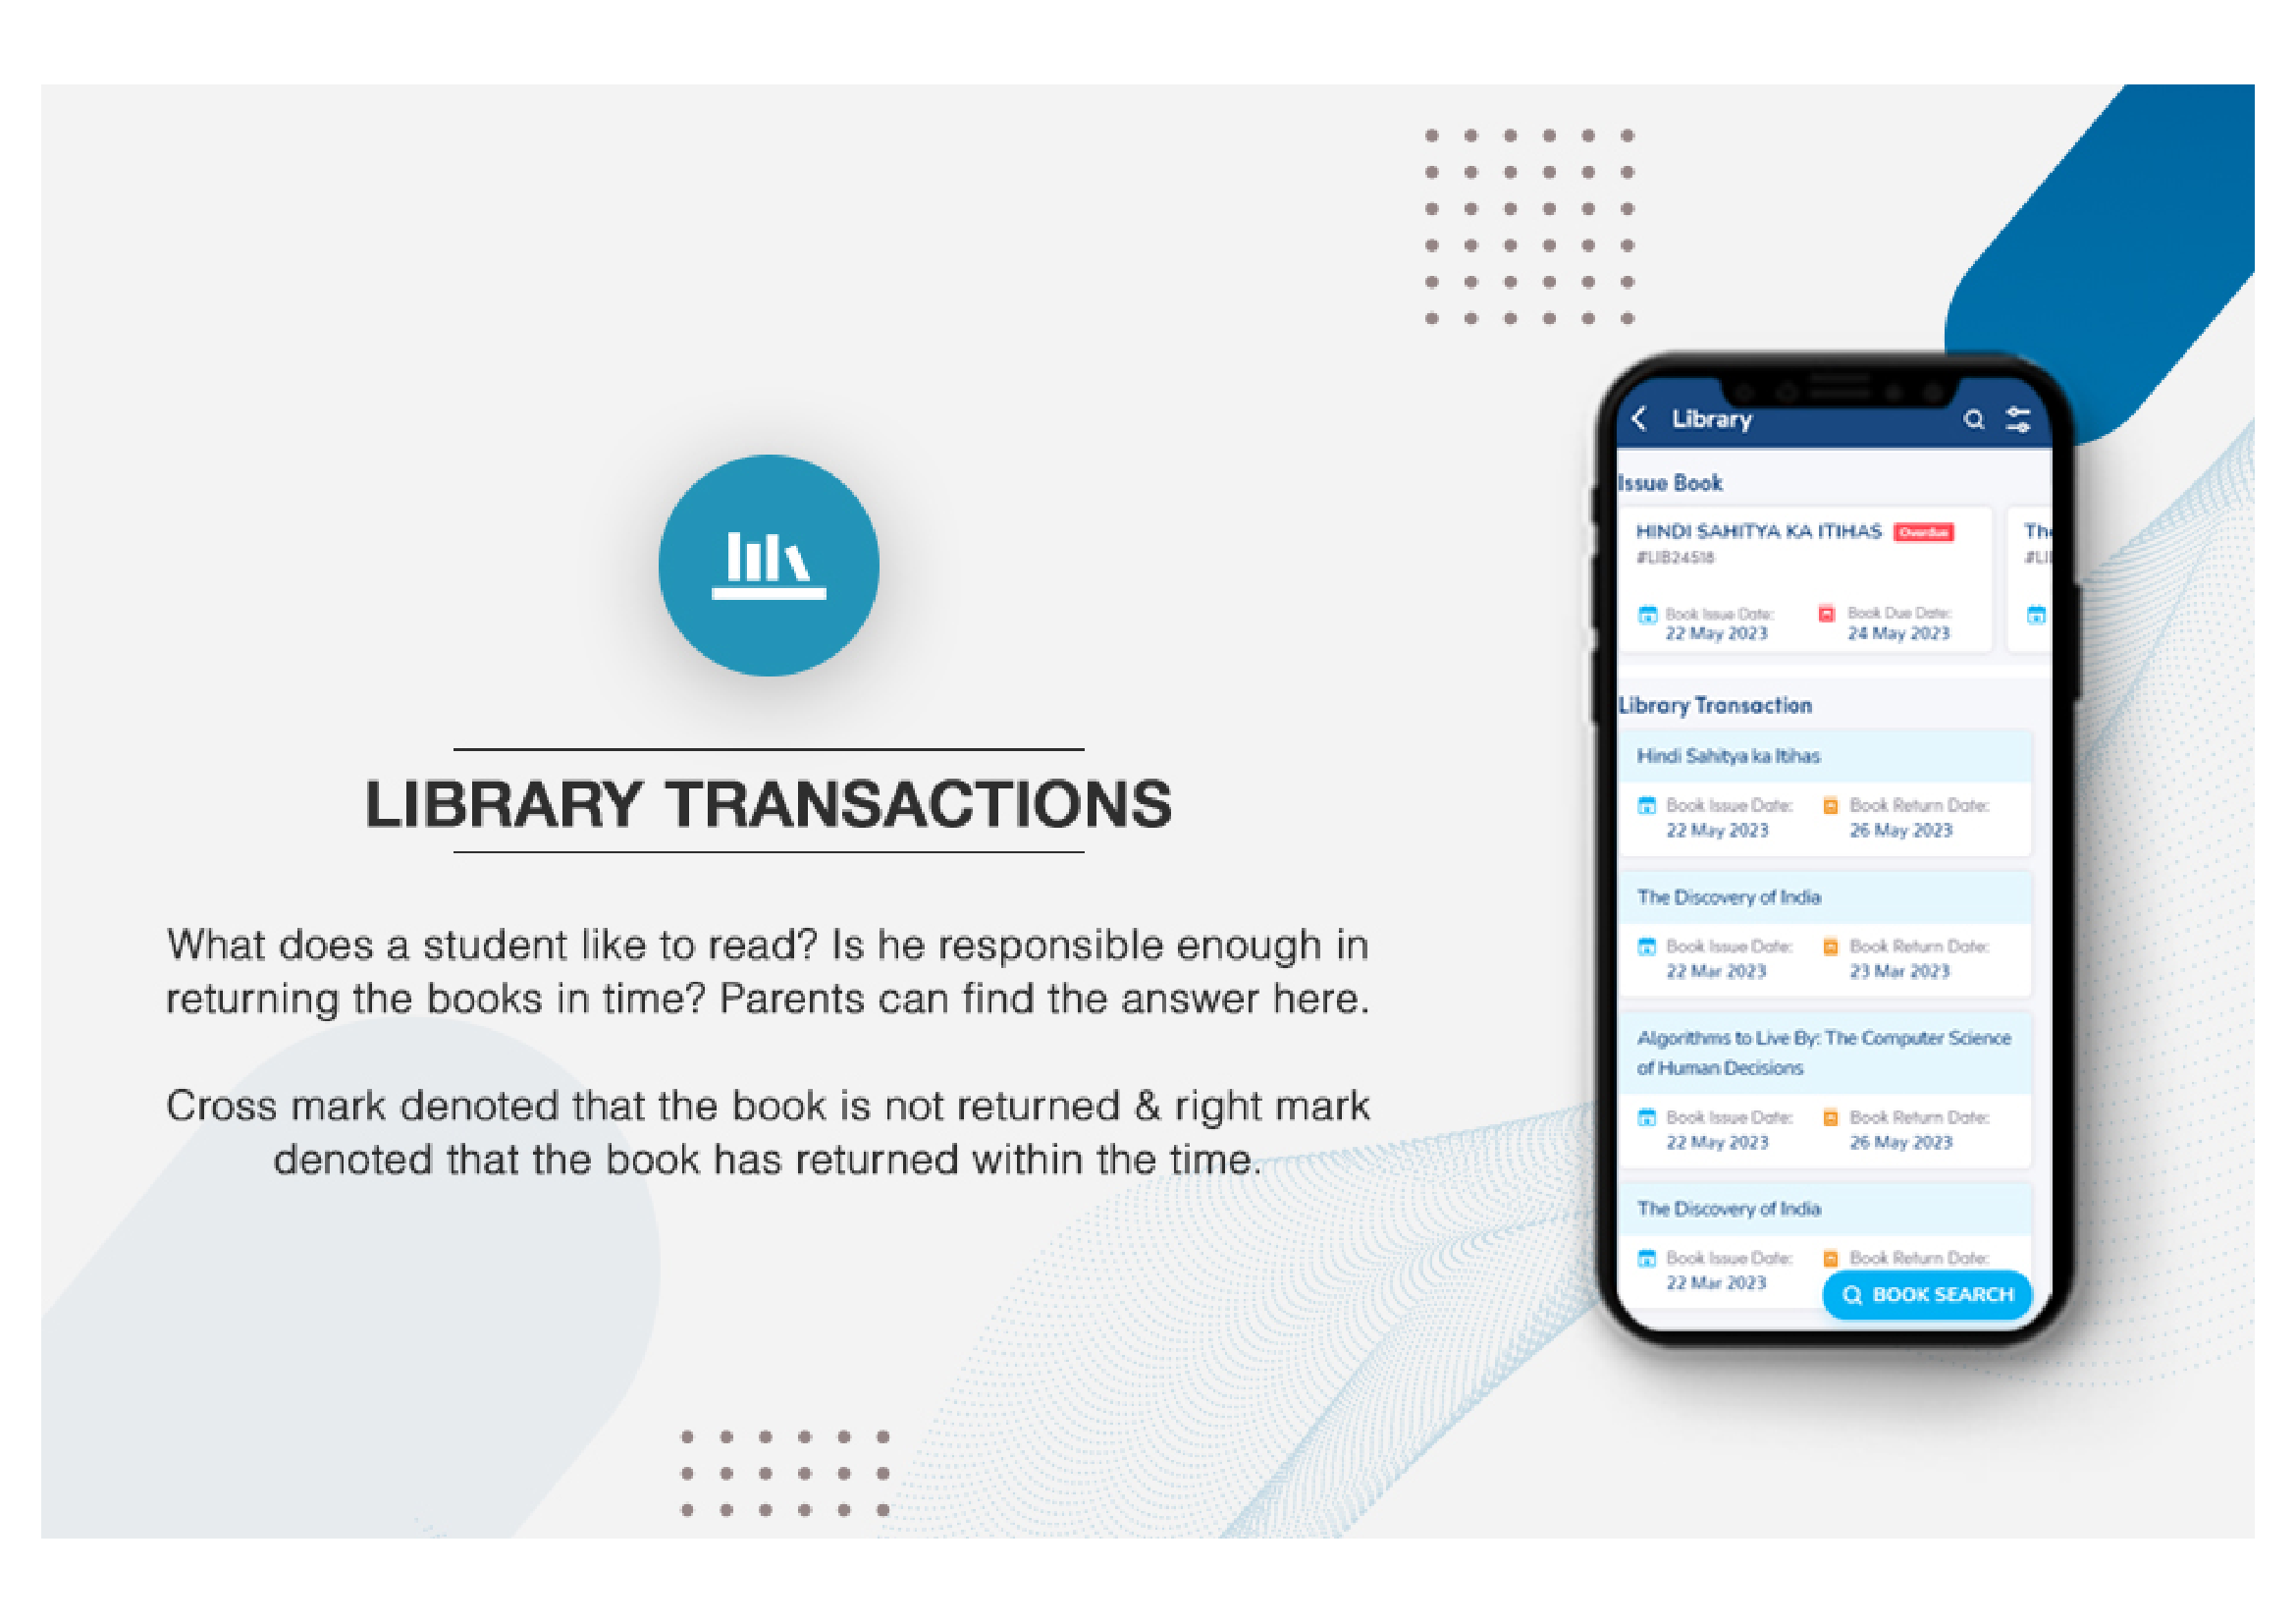 LIBRARY TRANSACTIONS
What does a student like to read? Is he responsible enough in
returning the books in time? Parents can find the answer here.
Cross mark denoted that the book is not returned & right mark
denoted that the book has returned within the time.
Library
Issue Book
HINDI SAHITYA KA ITIHAS Overdue
#LIB24518
Book Issue Date: Book Due Date:
22 May 2023 24 May 2023
Library Transaction
Hindi Sahitya ka Itihas
Book Issue Date: Book Return Date:
22 May 2023 26 May 2023
The Discovery of India
Book Issue Date: Book Return Date:
22 Mar 2023 23 Mar 2023
Algorithms to Live By: The Computer Science
of Human Decisions
Book Issue Date: Book Return Date:
22 May 2023 26 May 2023
The Discovery of India
Book Issue Date: Book Return Date:
22 Mar 2023
BOOK SEARCH